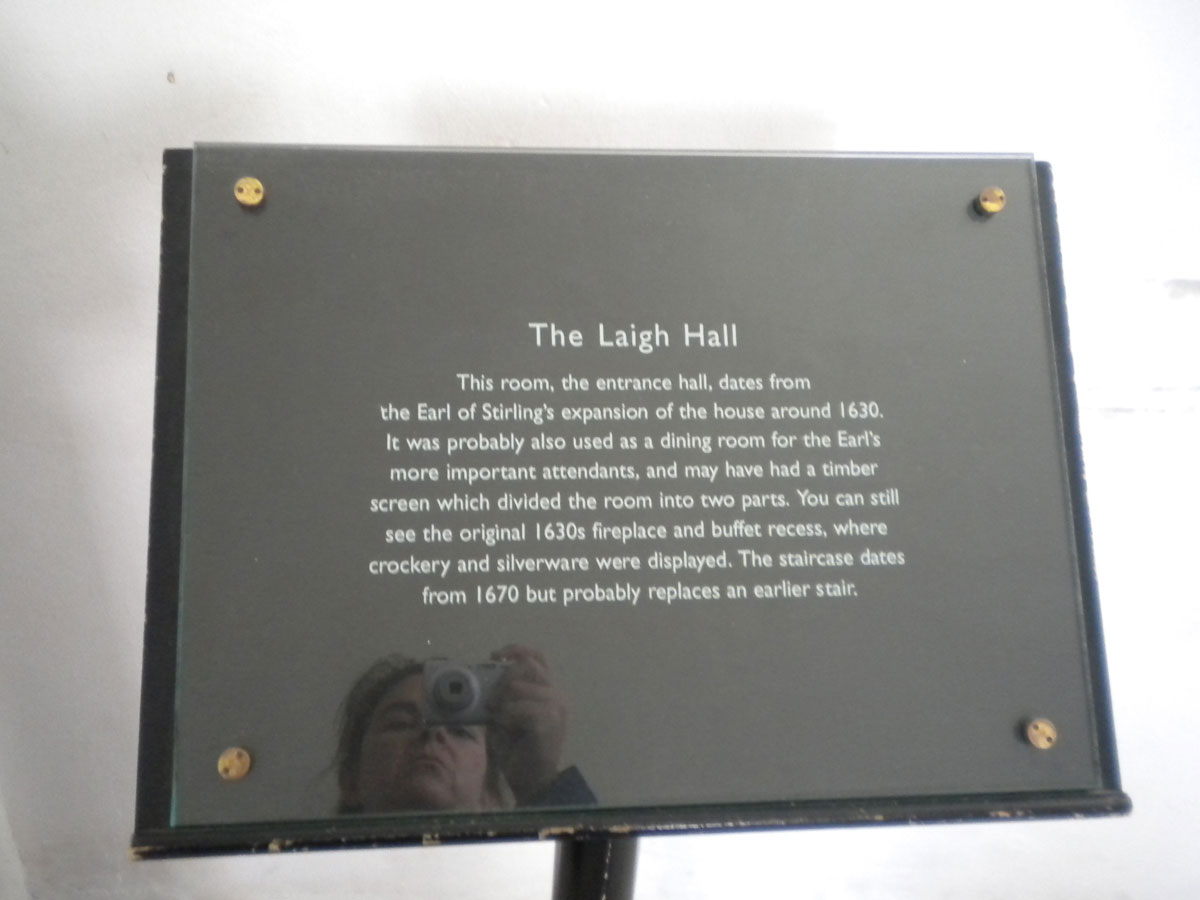 The Laigh Hall
This room, the entrance hall, dates from
the Earl of Stirling's expansion of the house around 1630.
It was probably also used as a dining room for the Earl's
more important attendants, and may have had a timber
screen which divided the room into two parts. You can still
see the original 1630s fireplace and buffet recess, where
crockery and silverware were displayed. The staircase dates
from 1670 but probably replaces an earlier stair.